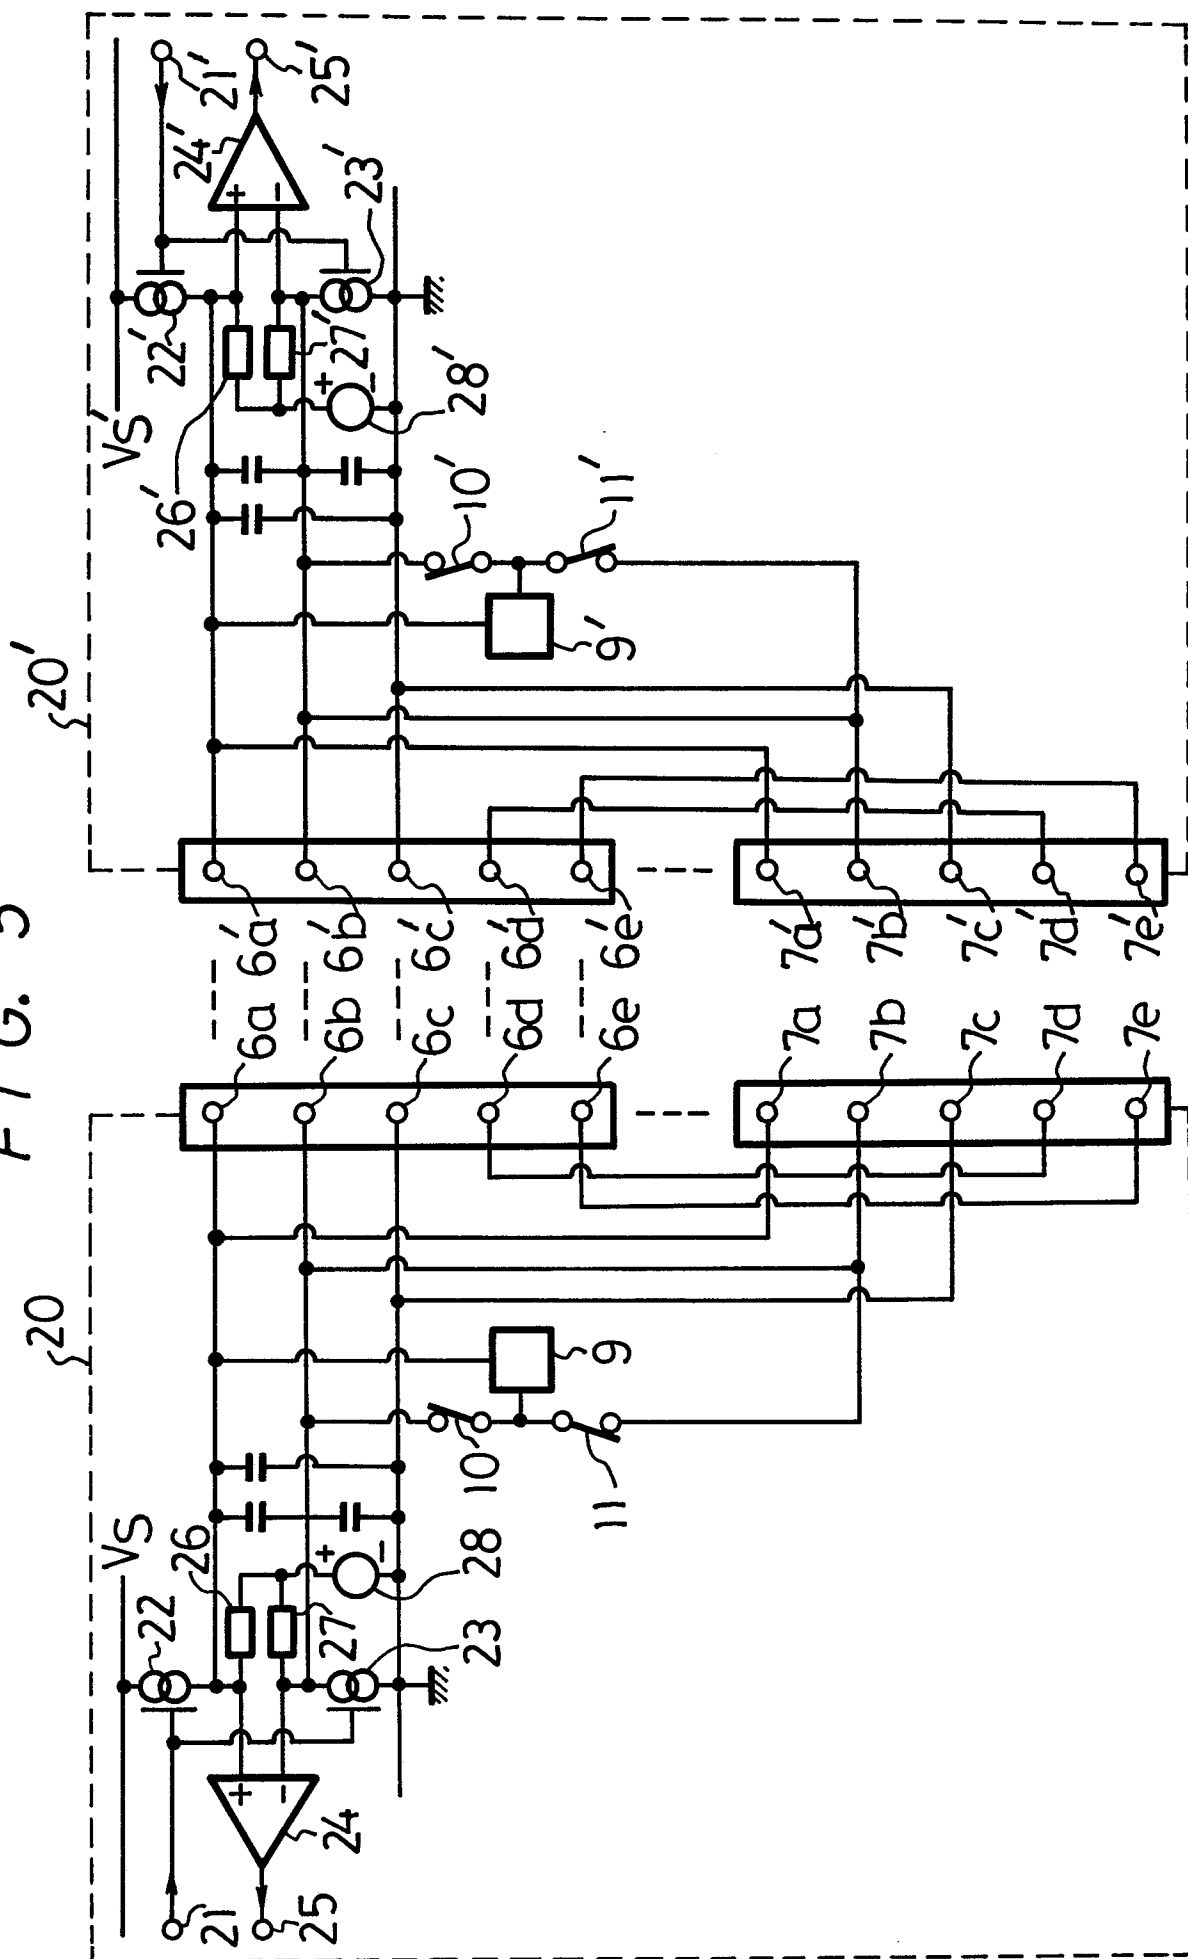 FIG. 5
20
20'
Vs
22
26
27
28
23
24
21
25
10
11
9
6a
6b
6c
6d
6e
7a
7b
7c
7d
7e
6a'
6b'
6c'
6d'
6e'
7a'
7b'
7c'
7d'
7e'
9'
10'
11'
Vs'
26'
22'
27'
28'
23'
24'
21'
25'
+
−
+
−
+
−
+
−